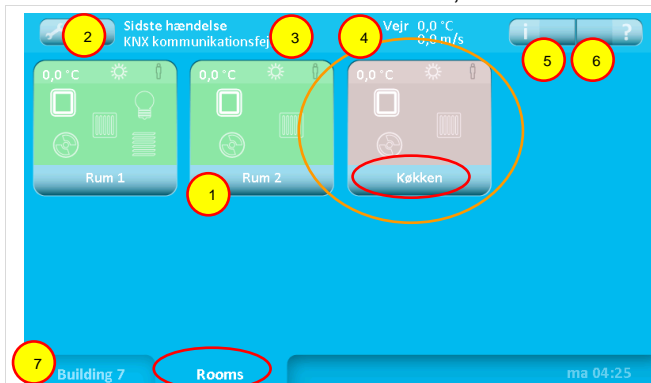 2
Sidste hændelse
KNX kommunikationsfej
3
4
Vejr 0,0 °C
0,0 m/s
i
?
5
6
0,0 °C
0,0 °C
0,0 °C
Rum 1
Rum 2
Køkken
1
7
Building 7
Rooms
ma 04:25